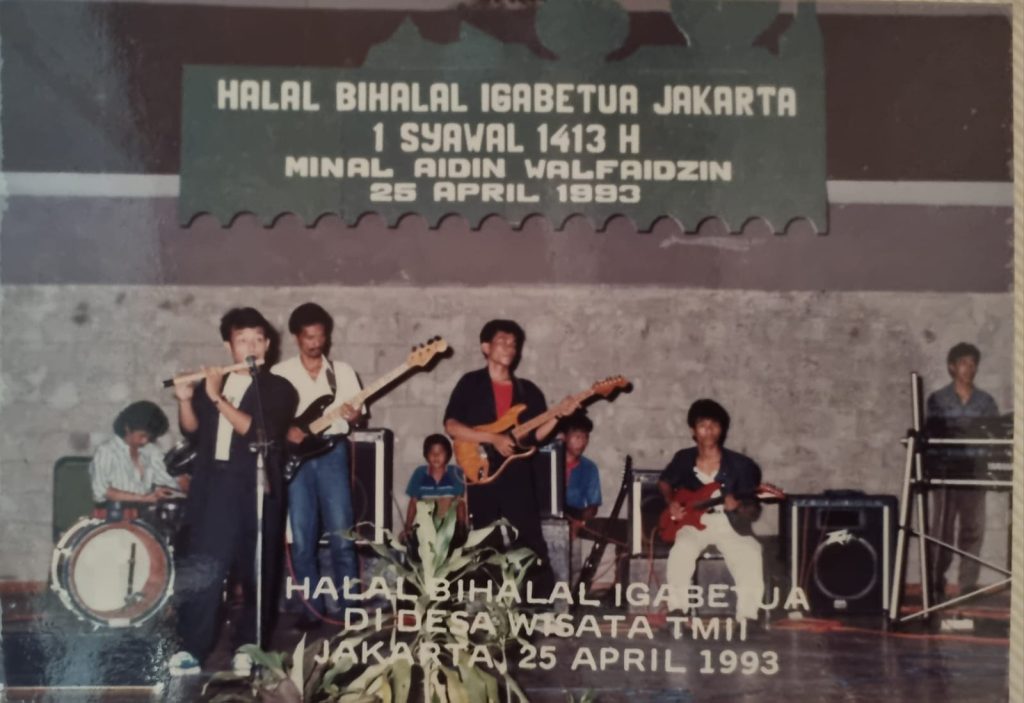 HALAL BIHALAL IGABETUA JAKARTA
1 SYAWAL 1413 H
MINAL AIDIN WALFAIDZIN
25 APRIL 1993
HALAL BIHALAL IGABETUA
DI DESA WISATA TMII
JAKARTA, 25 APRIL 1993